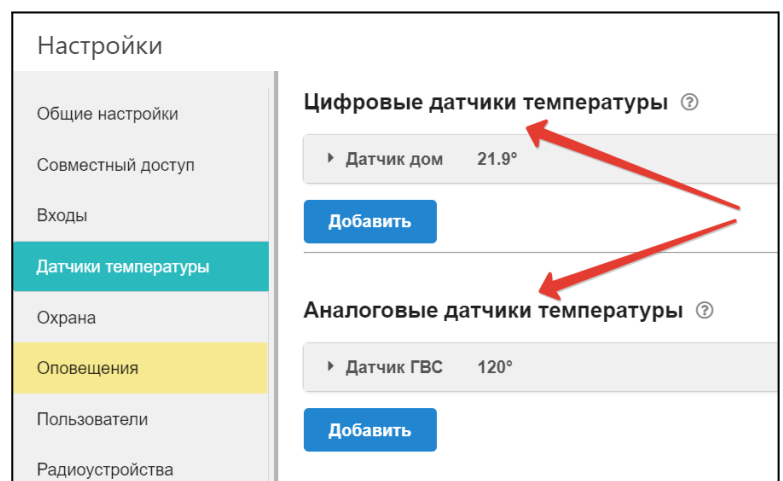 Настройки
Общие настройки
Совместный доступ
Входы
Датчики температуры
Охрана
Оповещения
Пользователи
Радиоустройства
Цифровые датчики температуры ?
Датчик дом 21.9°
Добавить
Аналоговые датчики температуры ?
Датчик ГВС 120°
Добавить